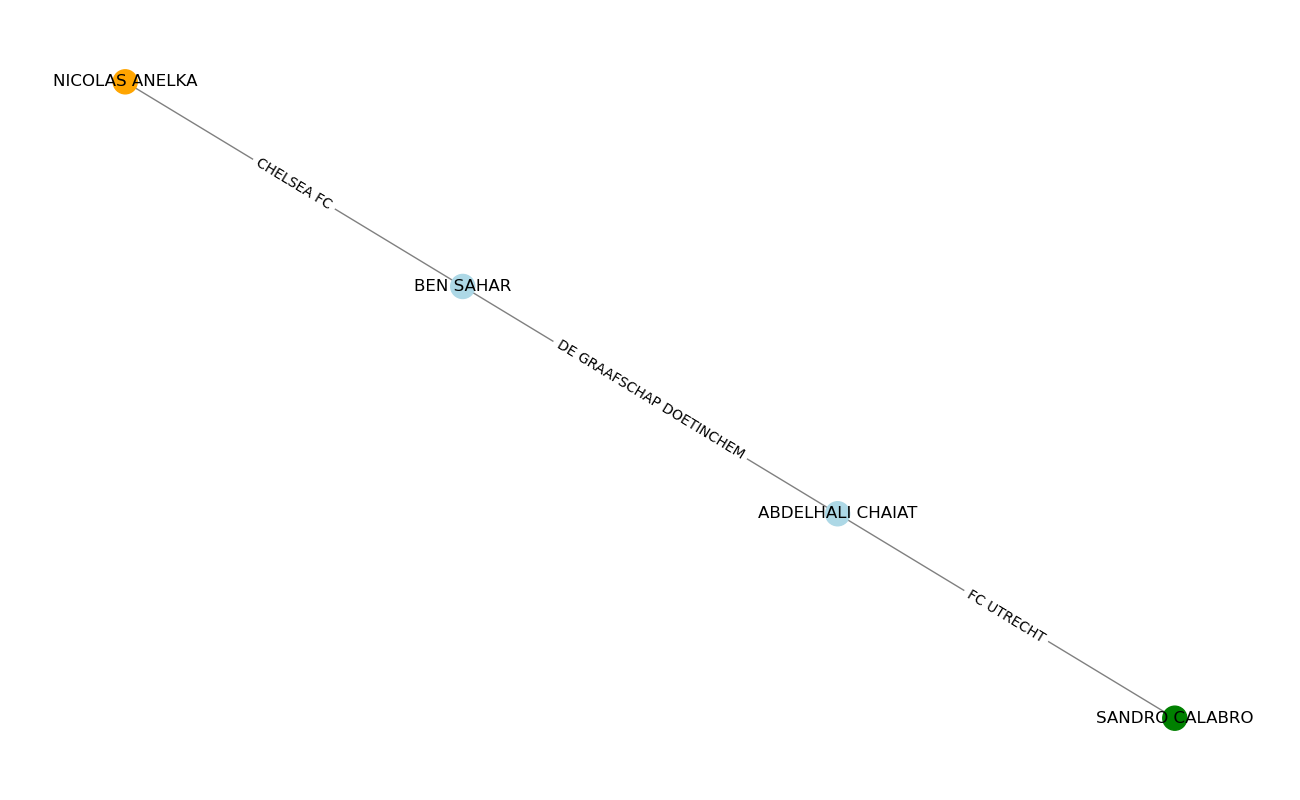 NICOLAS ANELKA
CHELSEA FC
BEN SAHAR
DE GRAAFSCHAP DOETINCHEM
ABDELHALI CHAIAT
FC UTRECHT
SANDRO CALABRO